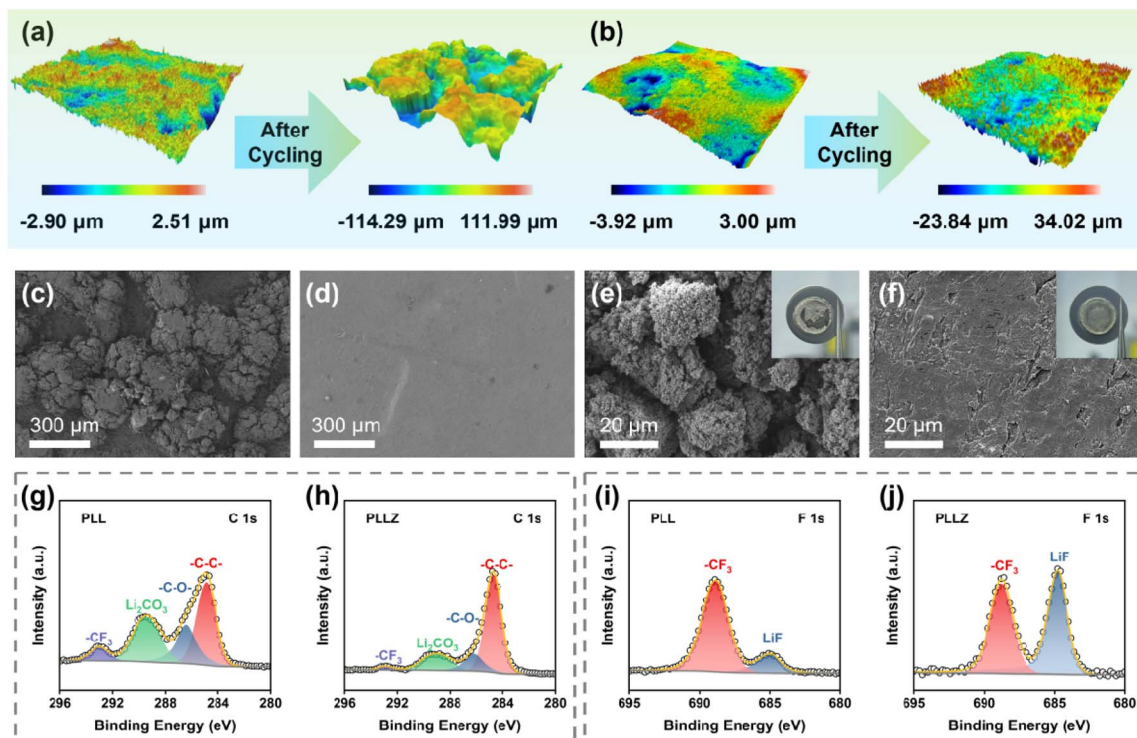 (a)
(b)
After
Cycling
After
Cycling
-2.90 μm
2.51 μm
-114.29 μm
111.99 μm
-3.92 μm
3.00 μm
-23.84 μm
34.02 μm
(c)
(d)
(e)
(f)
300 μm
300 μm
20 μm
20 μm
(g)
PLL
C 1s
-C-C-
-C-O-
Li₂CO₃
-CF₃
Intensity (a.u.)
296 292 288 284 280
Binding Energy (eV)
(h)
PLLZ
C 1s
-C-C-
-C-O-
Li₂CO₃
-CF₃
Intensity (a.u.)
296 292 288 284 280
Binding Energy (eV)
(i)
PLL
F 1s
-CF₃
LiF
Intensity (a.u.)
695 690 685 680
Binding Energy (eV)
(j)
PLLZ
F 1s
-CF₃
LiF
Intensity (a.u.)
695 690 685 680
Binding Energy (eV)